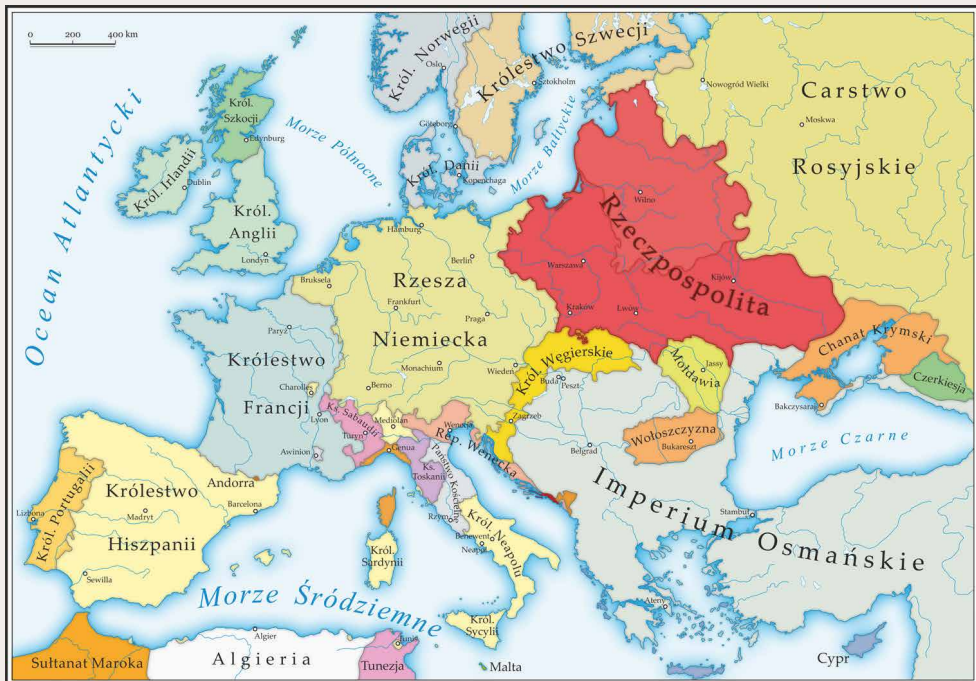 0 200 400 km
Ocean Atlantycki
Król. Norwegii
Oslo
Królestwo Szwecji
Sztokholm
Göteborg
Nowogród Wielki
Carstwo
Moskwa
Rosyjskie
Król.
Szkocji
Edynburg
Morze Północne
Król. Danii
Kopenchaga
Morze Bałtyckie
Król. Irlandii
Dublin
Król.
Anglii
Londyn
Hamburg
Berlin
Rzesza
Bruksela
Frankfurt
Praga
Niemiecka
Monachium
Wiedeń
Berno
Rzeczpospolita
Wilno
Warszawa
Kijów
Kraków
Lwów
Paryż
Królestwo
Charolles
Francji
Lyon
Awinion
Ks. Sabaudii
Turyn
Mediolan
Genua
Wenecja
Rep. Wenecka
Król. Węgierskie
Buda
Peszt
Zagrzeb
Mołdawia
Jassy
Chanat Krymski
Bakczysaraj
Czerkiesja
Wołoszczyzna
Bukareszt
Belgrad
Morze Czarne
Imperium Osmańskie
Stambuł
Ateny
Król. Portugalii
Lizbona
Królestwo
Madryt
Hiszpanii
Sewilla
Andorra
Barcelona
Ks.
Toskanii
Państwo Kościelne
Rzym
Benewent
Neapol
Król. Neapolu
Król.
Sardynii
Król.
Sycylii
Morze Śródziemne
Sułtanat Maroka
Algier
Algieria
Tunis
Tunezja
Malta
Cypr